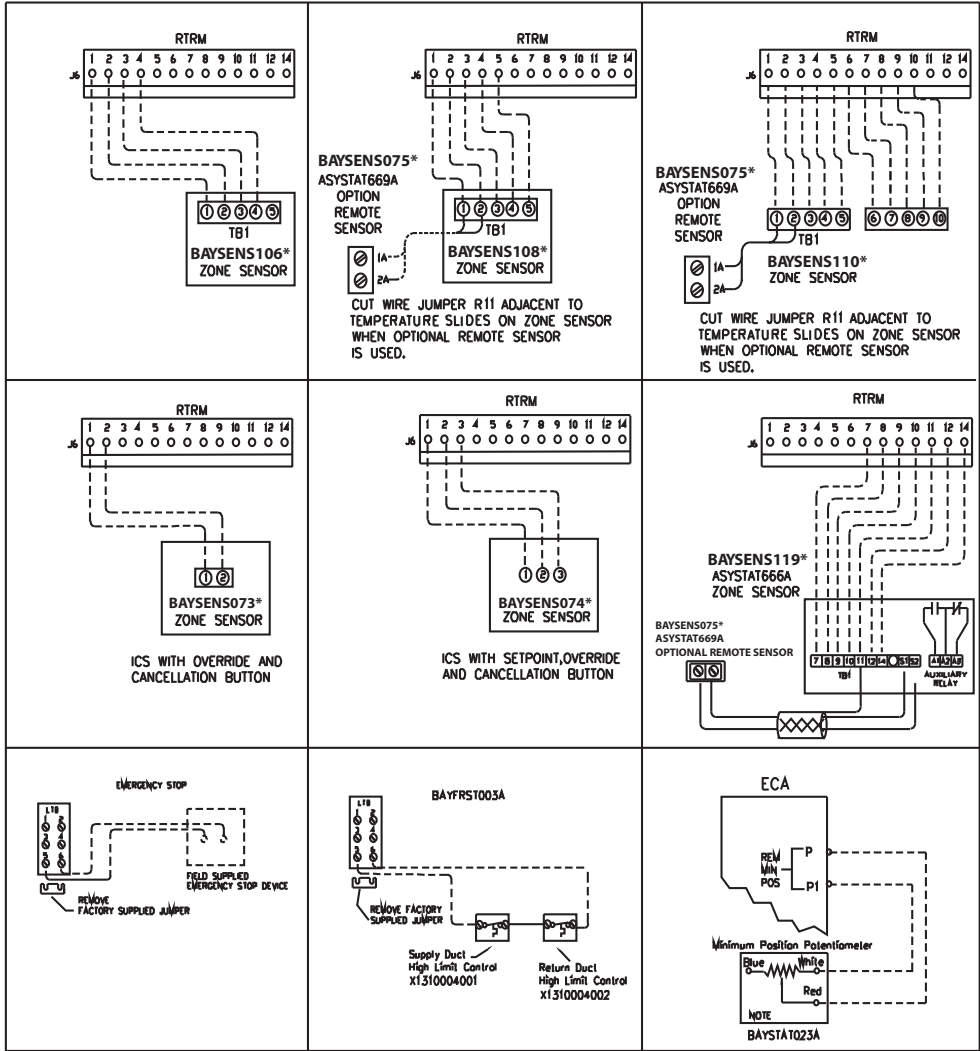 RTRM
J6
1 2 3 4 5 6 7 8 9 10 11 12 14
1 2 3 4 5
TB1
BAYSENS106*
ZONE SENSOR
RTRM
J6
1 2 3 4 5 6 7 8 9 10 11 12 14
BAYSENS075*
ASYSTAT669A
OPTION
REMOTE
SENSOR
1 2 3 4 5
TB1
1A
2A
BAYSENS108*
ZONE SENSOR
CUT WIRE JUMPER R11 ADJACENT TO
TEMPERATURE SLIDES ON ZONE SENSOR
WHEN OPTIONAL REMOTE SENSOR
IS USED.
RTRM
J6
1 2 3 4 5 6 7 8 9 10 11 12 14
BAYSENS075*
ASYSTAT669A
OPTION
REMOTE
SENSOR
1 2 3 4 5
6 7 8 9 10
TB1
1A
2A
BAYSENS110*
ZONE SENSOR
CUT WIRE JUMPER R11 ADJACENT TO
TEMPERATURE SLIDES ON ZONE SENSOR
WHEN OPTIONAL REMOTE SENSOR
IS USED.
RTRM
J6
1 2 3 4 5 6 7 8 9 10 11 12 14
1 2
BAYSENS073*
ZONE SENSOR
ICS WITH OVERRIDE AND
CANCELLATION BUTTON
RTRM
J6
1 2 3 4 5 6 7 8 9 10 11 12 14
1 2 3
BAYSENS074*
ZONE SENSOR
ICS WITH SETPOINT,OVERRIDE
AND CANCELLATION BUTTON
RTRM
J6
1 2 3 4 5 6 7 8 9 10 11 12 14
BAYSENS119*
ASYSTAT666A
ZONE SENSOR
BAYSENS075*
ASYSTAT669A
OPTIONAL REMOTE SENSOR
7 8 9 10 11 12 14 S1 S2
TB1
A1 A2 A3
AUXILIARY
RELAY
EMERGENCY STOP
LTB
1 2
3 4
5 6
FIELD SUPPLIED
EMERGENCY STOP DEVICE
REMOVE
FACTORY SUPPLIED JUMPER
BAYFRST003A
LTB
1 2
3 4
5 6
REMOVE FACTORY
SUPPLIED JUMPER
Supply Duct
High Limit Control
X1310004001
Return Duct
High Limit Control
X1310004002
ECA
REM
MIN
POS
P
P1
Minimum Position Potentiometer
Blue
White
Red
NOTE
BAYSTAT023A